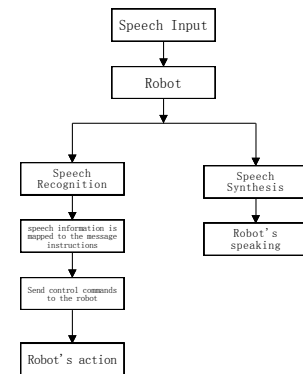 Speech Input
Robot
Speech
Recognition
Speech
Synthesis
speech information is
mapped to the message
instructions
Robot's
speaking
Send control commands
to the robot
Robot's action